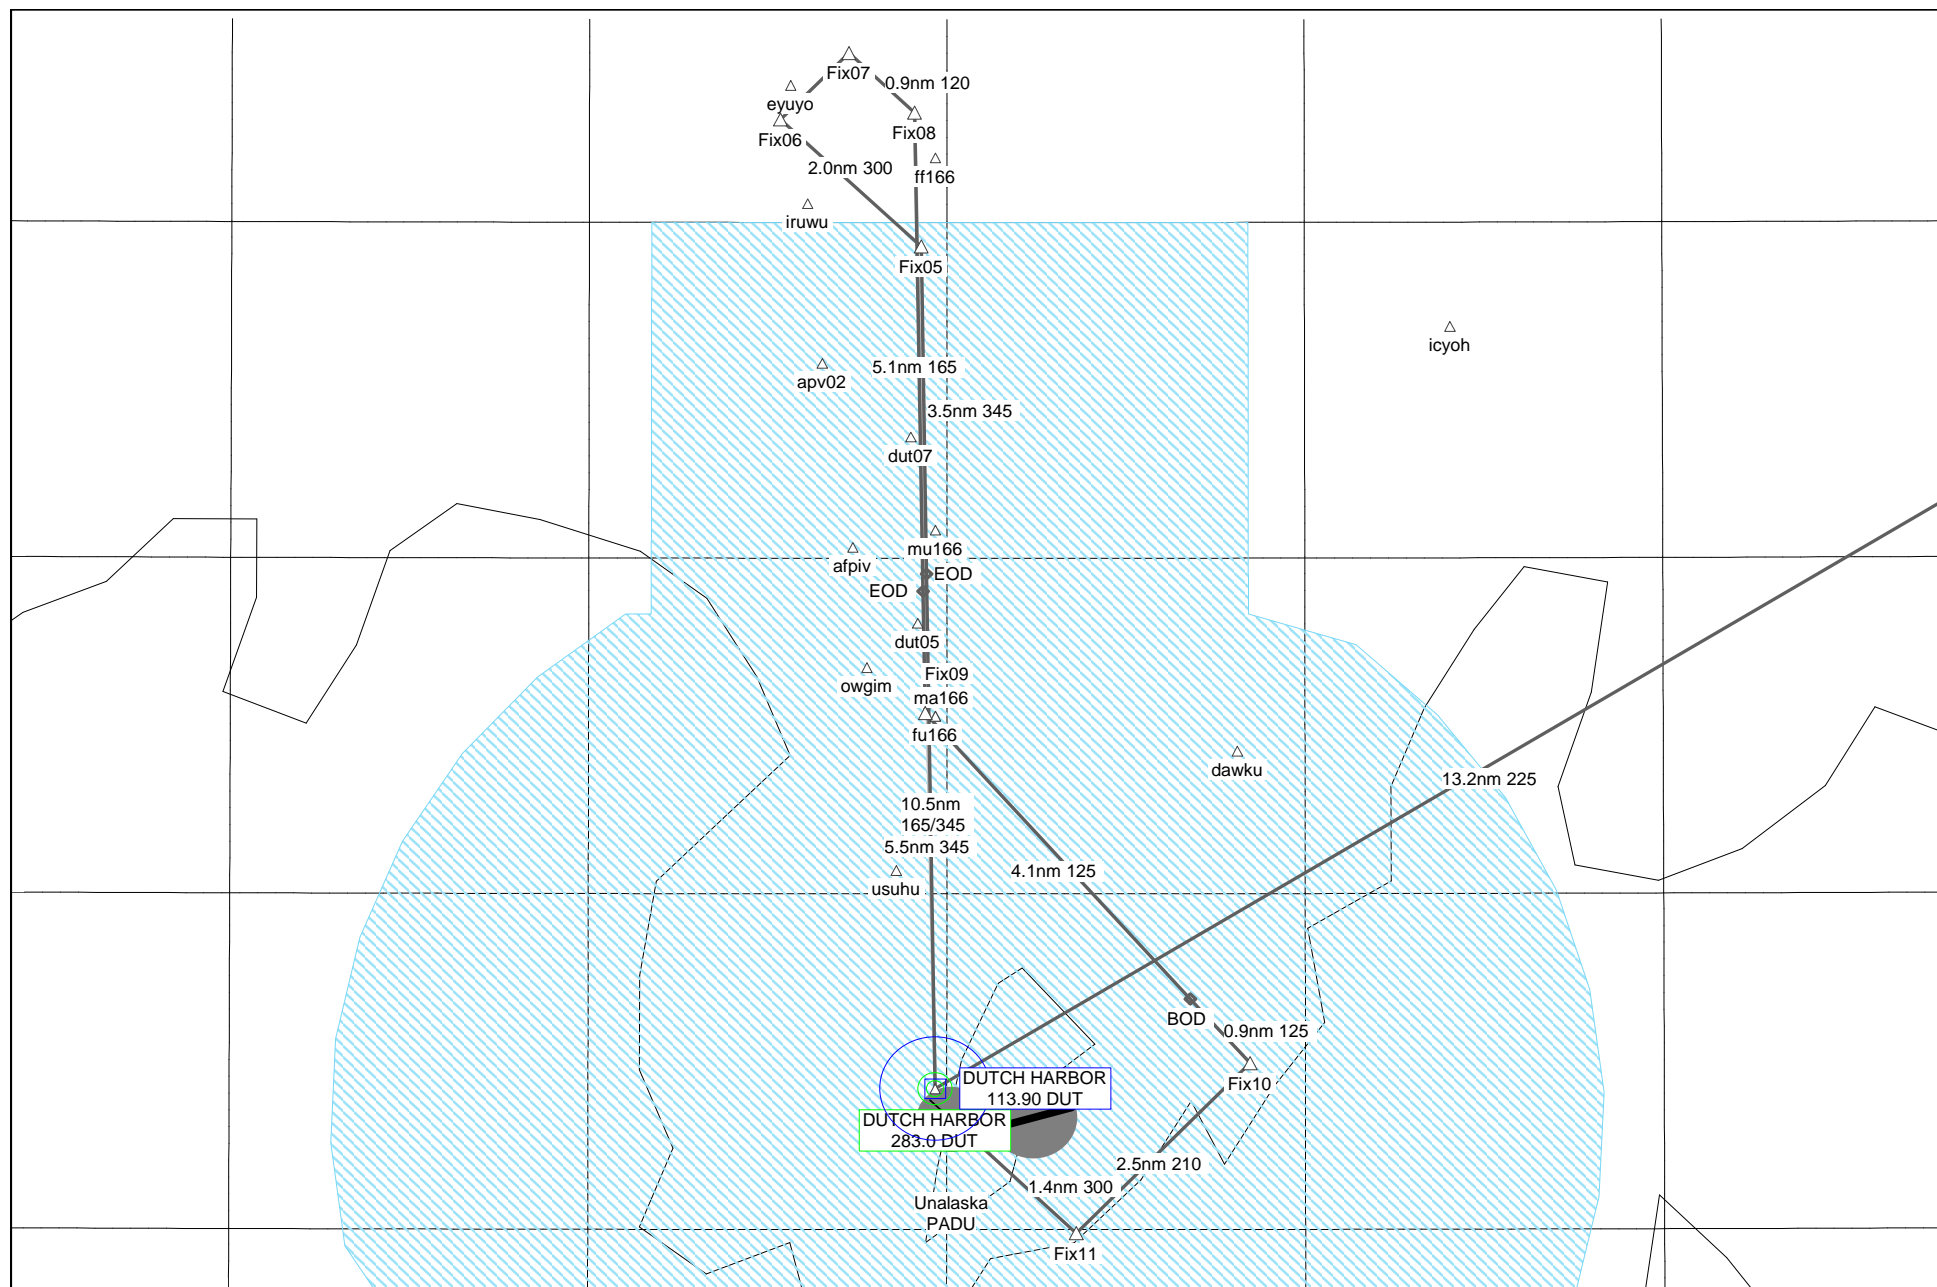 Fix07
0.9nm 120
eyuyo
Fix08
Fix06
2.0nm 300
ff166
iruwu
Fix05
icyoh
5.1nm 165
apv02
3.5nm 345
dut07
mu166
afpiv
EOD
EOD
dut05
Fix09
owgim
ma166
fu166
dawku
13.2nm 225
10.5nm
165/345
5.5nm 345
4.1nm 125
usuhu
BOD
0.9nm 125
DUTCH HARBOR
113.90 DUT
Fix10
DUTCH HARBOR
283.0 DUT
2.5nm 210
1.4nm 300
Unalaska
PADU
Fix11